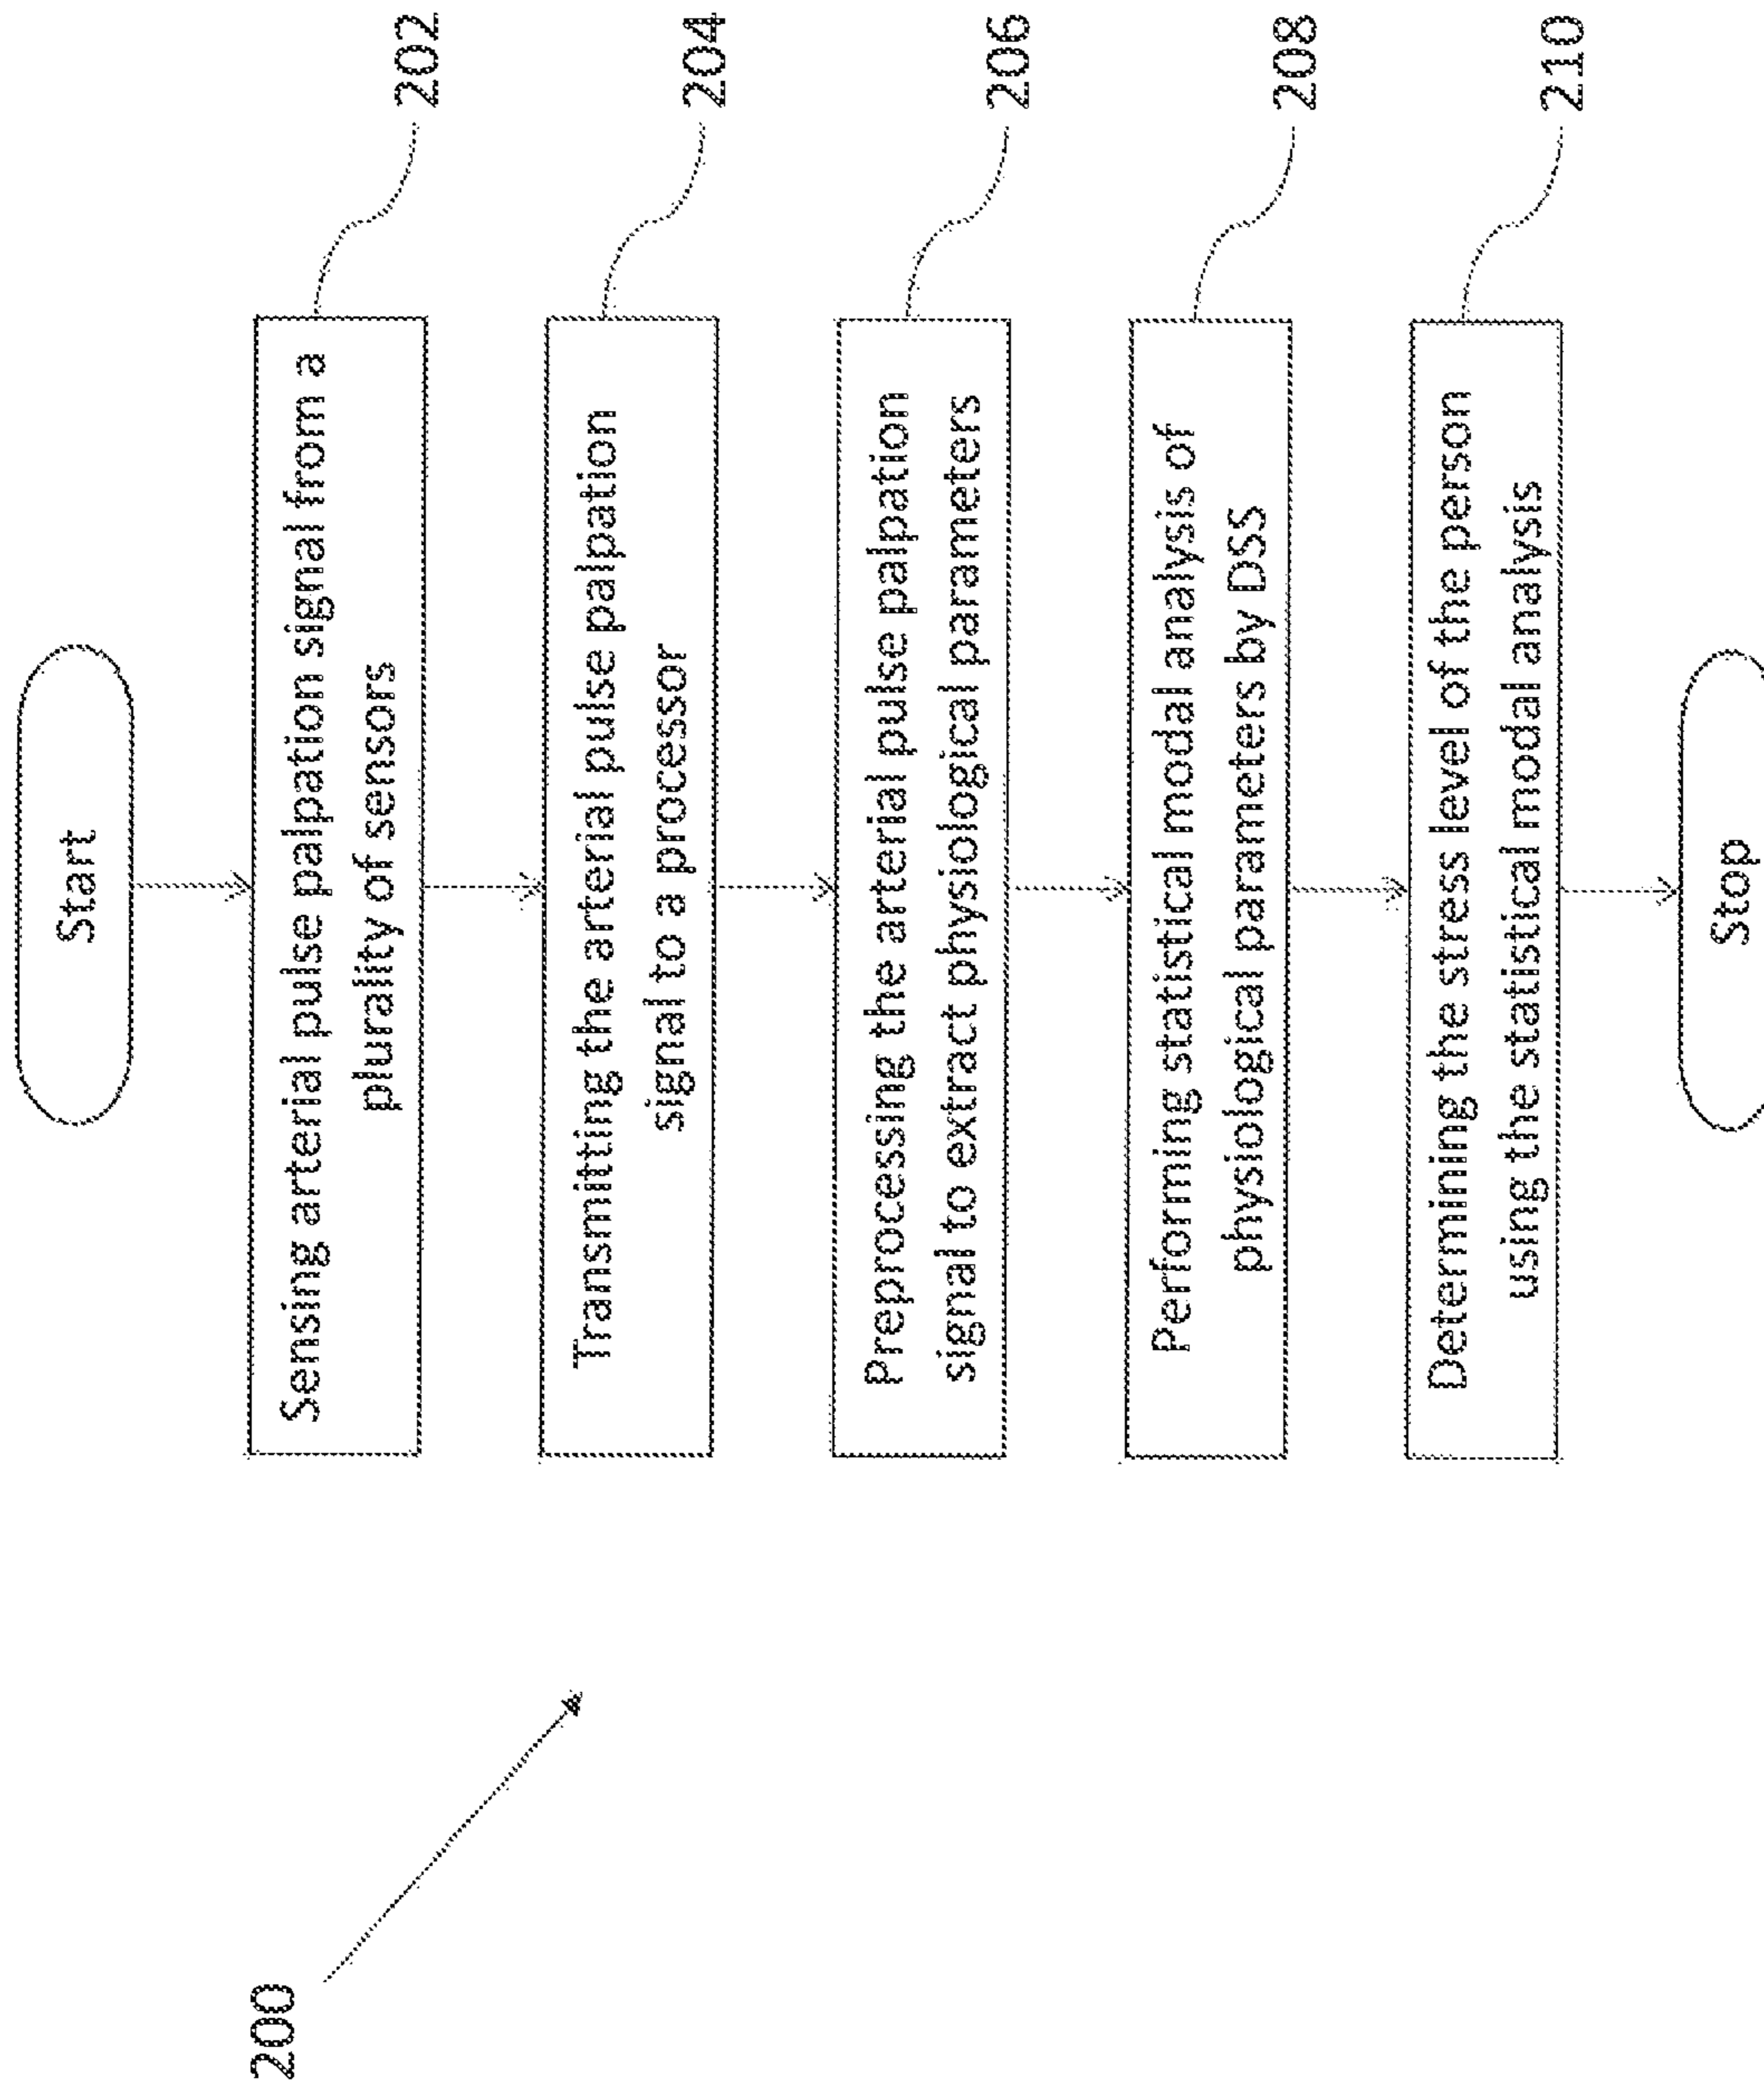 200
Start
Sensing arterial pulse palpation signal from a
plurality of sensors
202
Transmitting the arterial pulse palpation
signal to a processor
204
Preprocessing the arterial pulse palpation
signal to extract physiological parameters
206
Performing statistical modal analysis of
physiological parameters by DSS
208
Determining the stress level of the person
using the statistical modal analysis
210
Stop